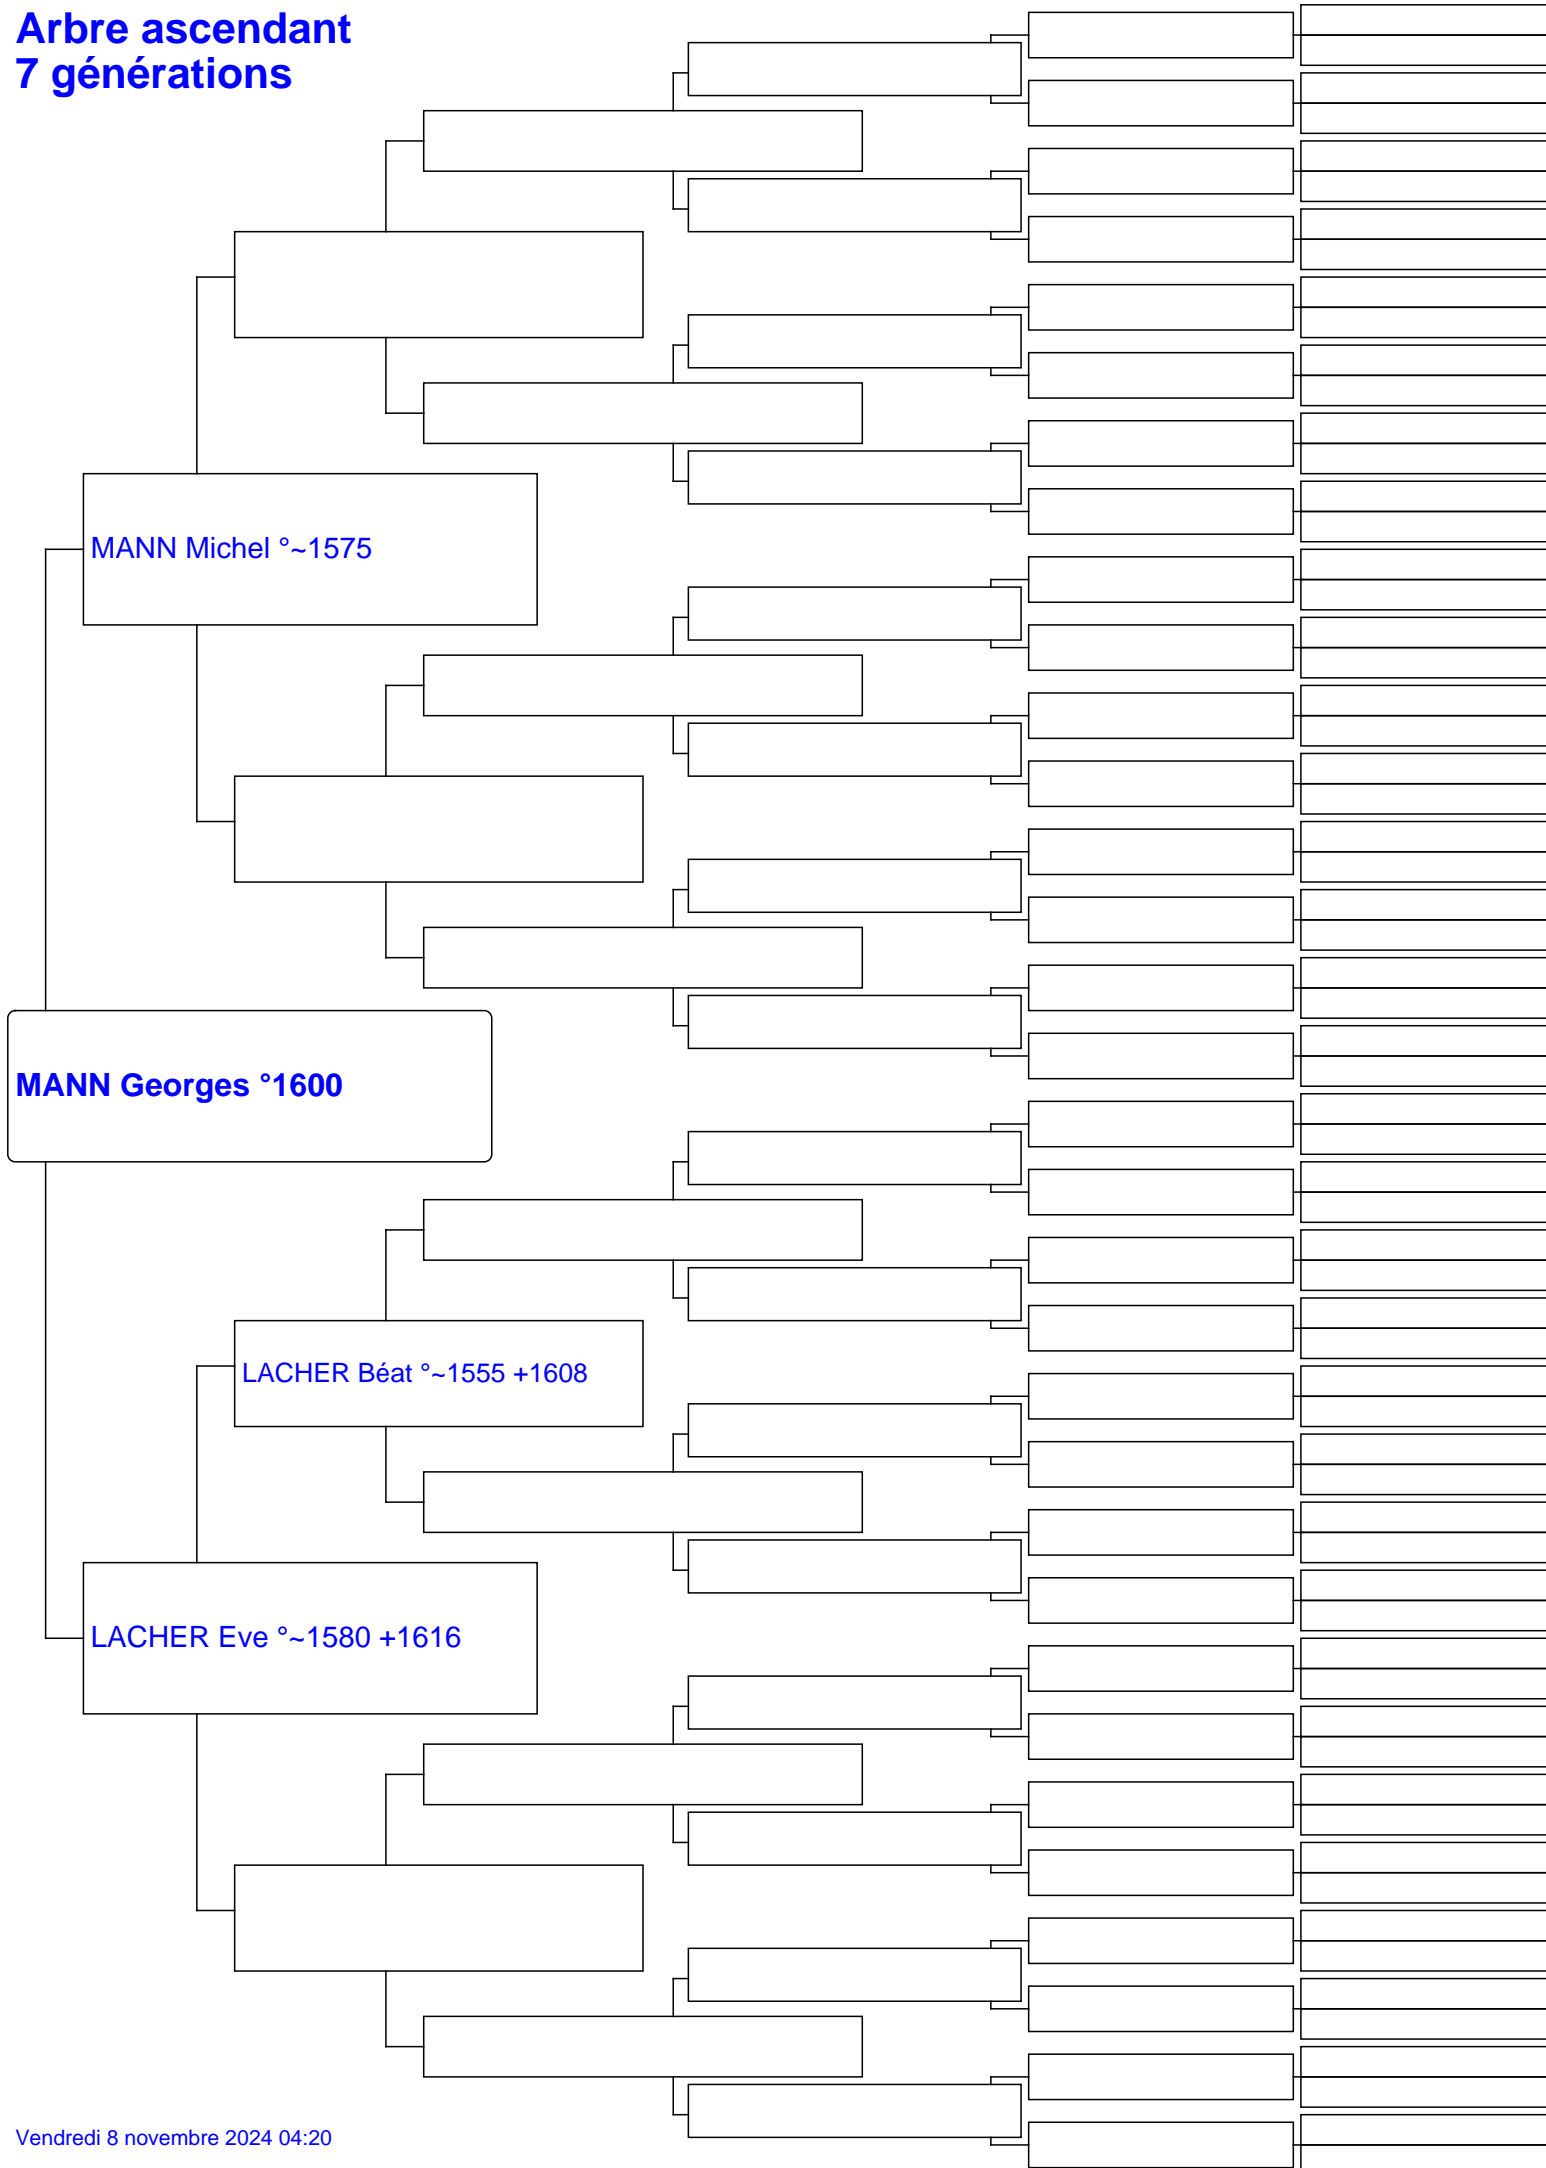 Arbre ascendant
7 générations
MANN Michel °~1575
MANN Georges °1600
LACHER Béat °~1555 +1608
LACHER Eve °~1580 +1616
Vendredi 8 novembre 2024 04:20